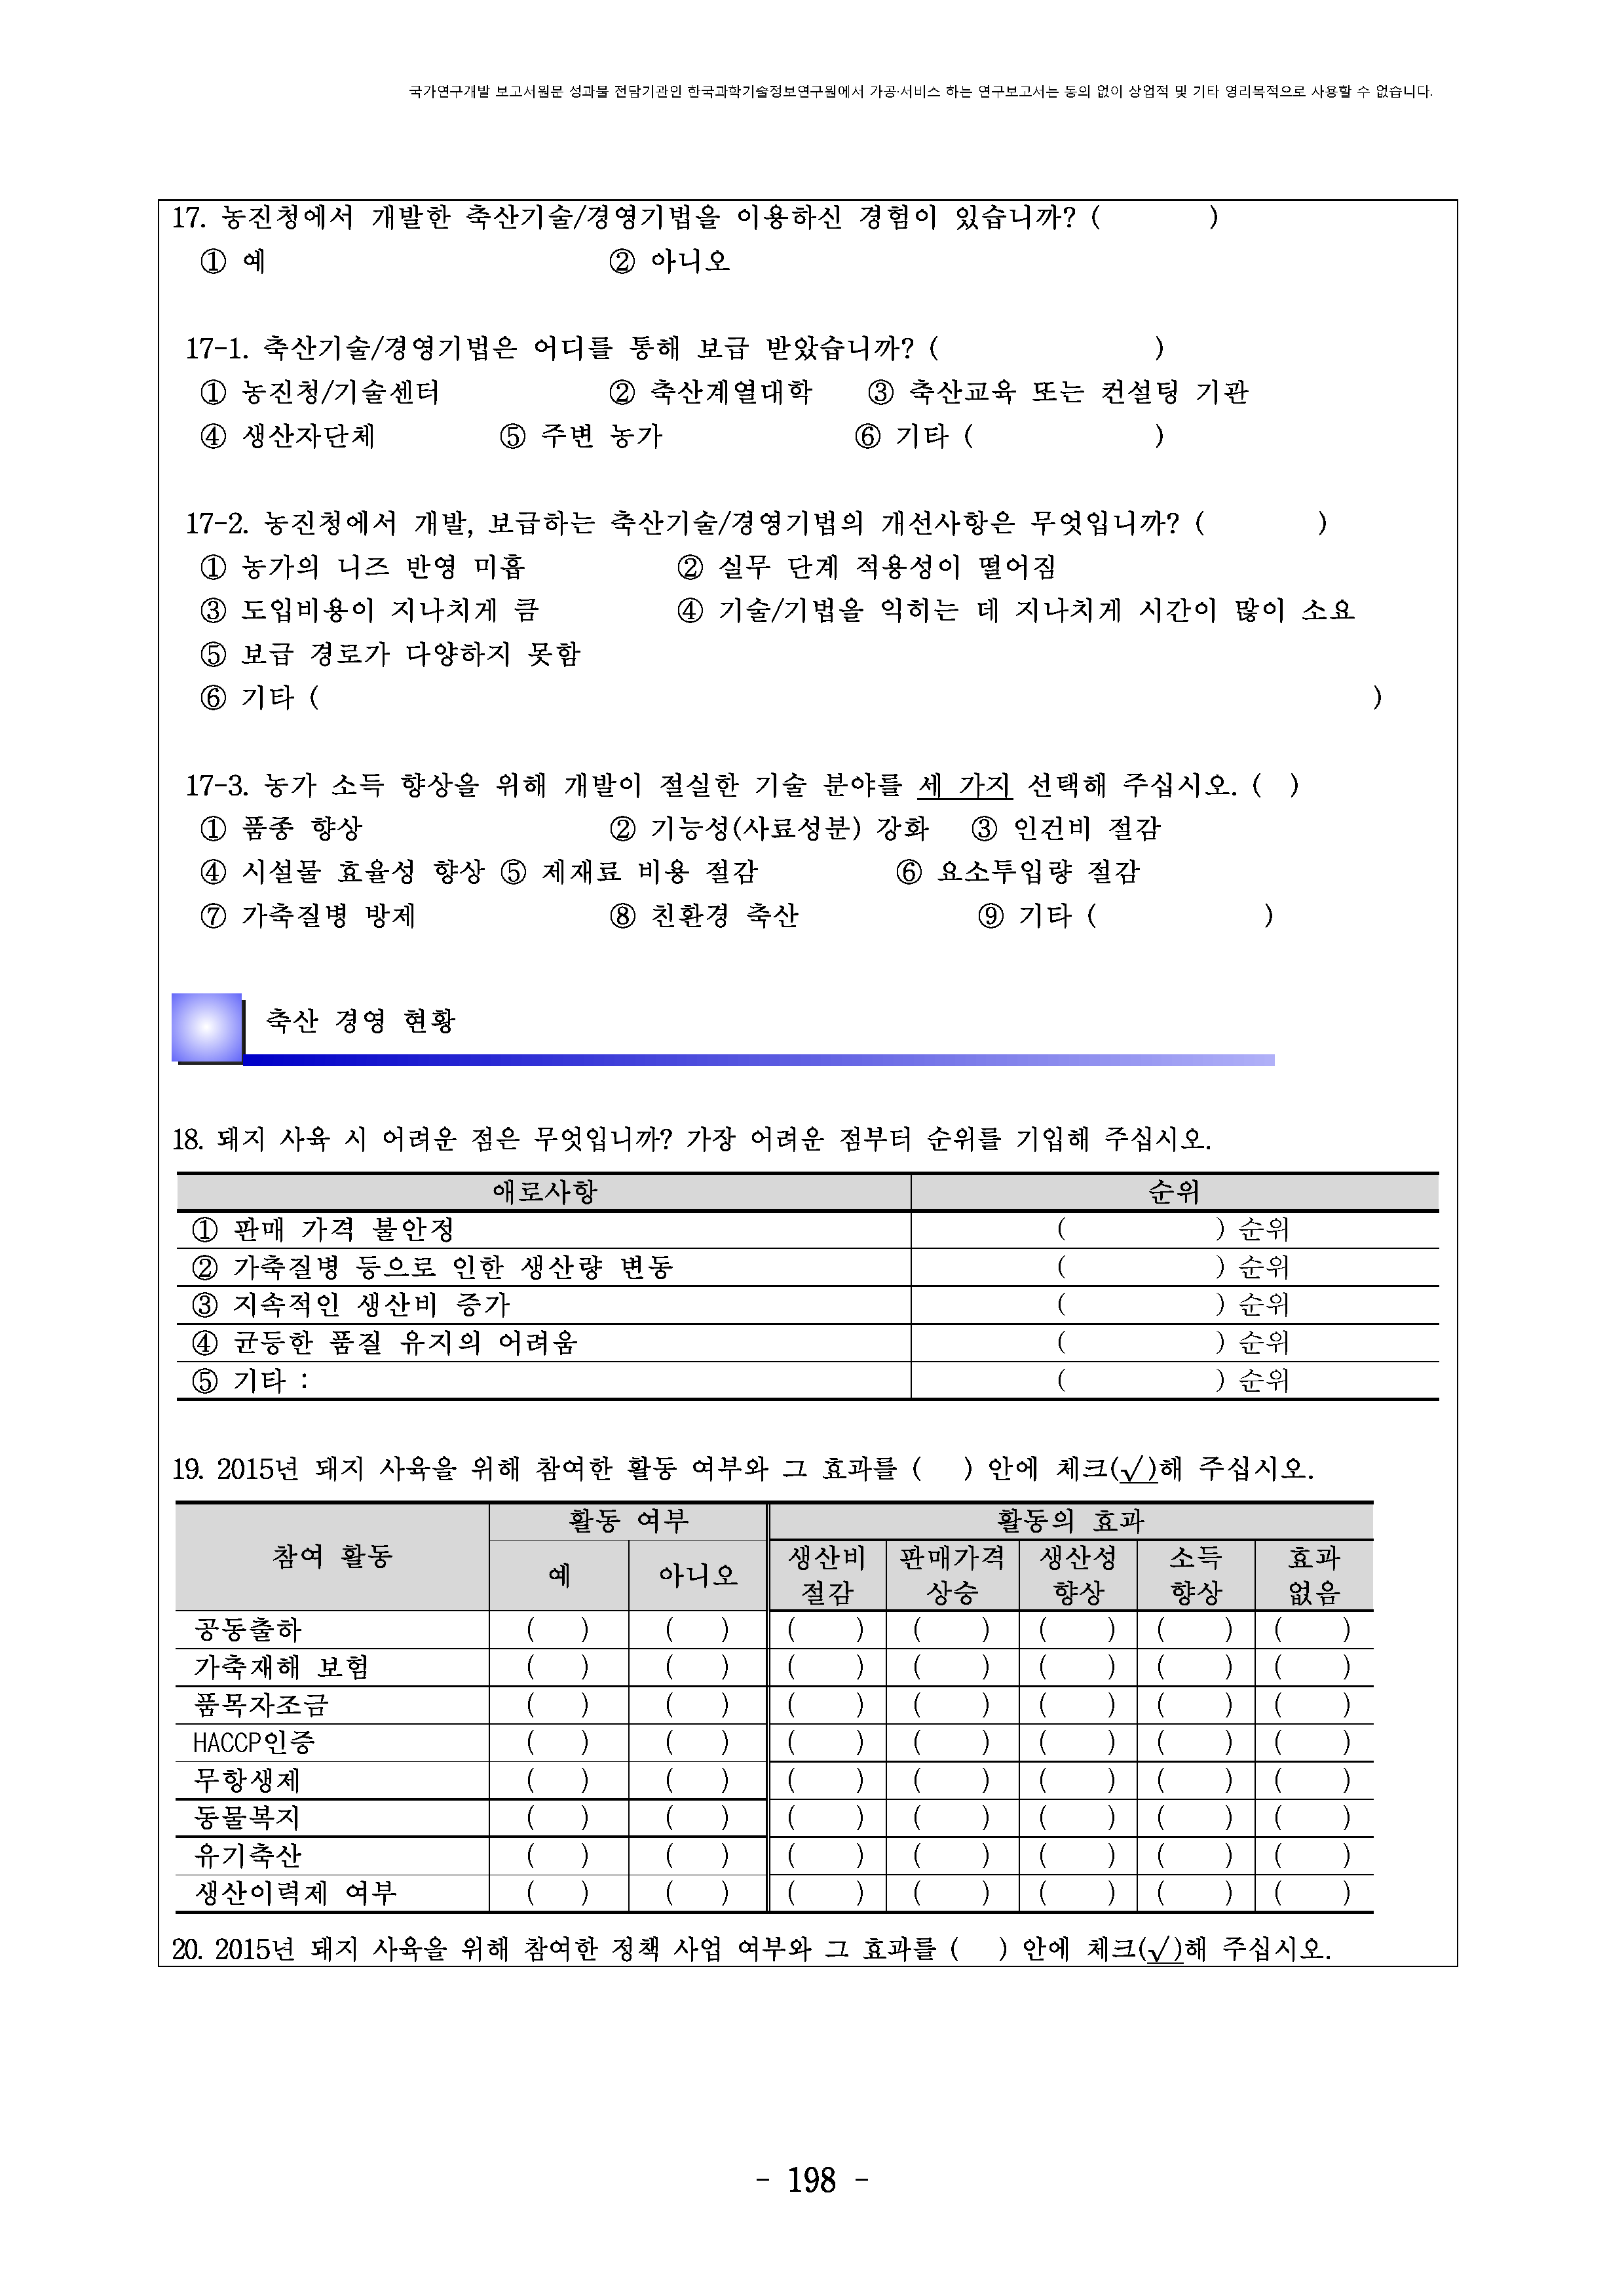 국가연구개발 보고서원문 성과물 전담기관인 한국과학기술정보연구원에서 가공·서비스 하는 연구보고서는 동의 없이 상업적 및 기타 영리목적으로 사용할 수 없습니다.
17. 농진청에서 개발한 축산기술/경영기법을 이용하신 경험이 있습니까? ( )
① 예 ② 아니오
17-1. 축산기술/경영기법은 어디를 통해 보급 받았습니까? ( )
① 농진청/기술센터 ② 축산계열대학 ③ 축산교육 또는 컨설팅 기관
④ 생산자단체 ⑤ 주변 농가 ⑥ 기타 ( )
17-2. 농진청에서 개발, 보급하는 축산기술/경영기법의 개선사항은 무엇입니까? ( )
① 농가의 니즈 반영 미흡 ② 실무 단계 적용성이 떨어짐
③ 도입비용이 지나치게 큼 ④ 기술/기법을 익히는 데 지나치게 시간이 많이 소요
⑤ 보급 경로가 다양하지 못함
⑥ 기타 ( )
17-3. 농가 소득 향상을 위해 개발이 절실한 기술 분야를 세 가지 선택해 주십시오. ( )
① 품종 향상 ② 기능성(사료성분) 강화 ③ 인건비 절감
④ 시설물 효율성 향상 ⑤ 제재료 비용 절감 ⑥ 요소투입량 절감
⑦ 가축질병 방제 ⑧ 친환경 축산 ⑨ 기타 ( )
축산 경영 현황
18. 돼지 사육 시 어려운 점은 무엇입니까? 가장 어려운 점부터 순위를 기입해 주십시오.
애로사항 순위
① 판매 가격 불안정 ( ) 순위
② 가축질병 등으로 인한 생산량 변동 ( ) 순위
③ 지속적인 생산비 증가 ( ) 순위
④ 균등한 품질 유지의 어려움 ( ) 순위
⑤ 기타 : ( ) 순위
19. 2015년 돼지 사육을 위해 참여한 활동 여부와 그 효과를 ( ) 안에 체크(√)해 주십시오.
참여 활동 활동 여부 활동의 효과
예 아니오 생산비 절감 판매가격 상승 생산성 향상 소득 향상 효과 없음
공동출하 ( ) ( ) ( ) ( ) ( ) ( ) ( )
가축재해 보험 ( ) ( ) ( ) ( ) ( ) ( ) ( )
품목자조금 ( ) ( ) ( ) ( ) ( ) ( ) ( )
HACCP인증 ( ) ( ) ( ) ( ) ( ) ( ) ( )
무항생제 ( ) ( ) ( ) ( ) ( ) ( ) ( )
동물복지 ( ) ( ) ( ) ( ) ( ) ( ) ( )
유기축산 ( ) ( ) ( ) ( ) ( ) ( ) ( )
생산이력제 여부 ( ) ( ) ( ) ( ) ( ) ( ) ( )
20. 2015년 돼지 사육을 위해 참여한 정책 사업 여부와 그 효과를 ( ) 안에 체크(√)해 주십시오.
- 198 -